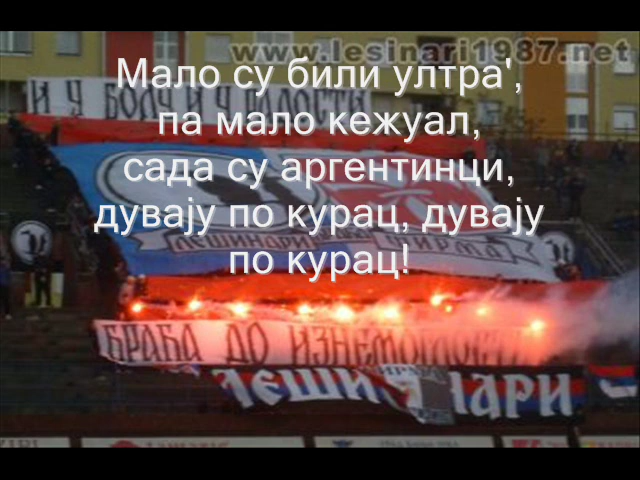 www.lesinari1987.net
Мало су били ултра',
И У БОЛУ И У РАДОСТИ
па мало кежуал,
сада су аргентинци,
дувају по курац, дувају
ЛЕШИНАРИ ФИРМА
по курац!
БРАЋА ДО ИЗНЕМОГЛОСТИ
ЛЕШИНАРИ